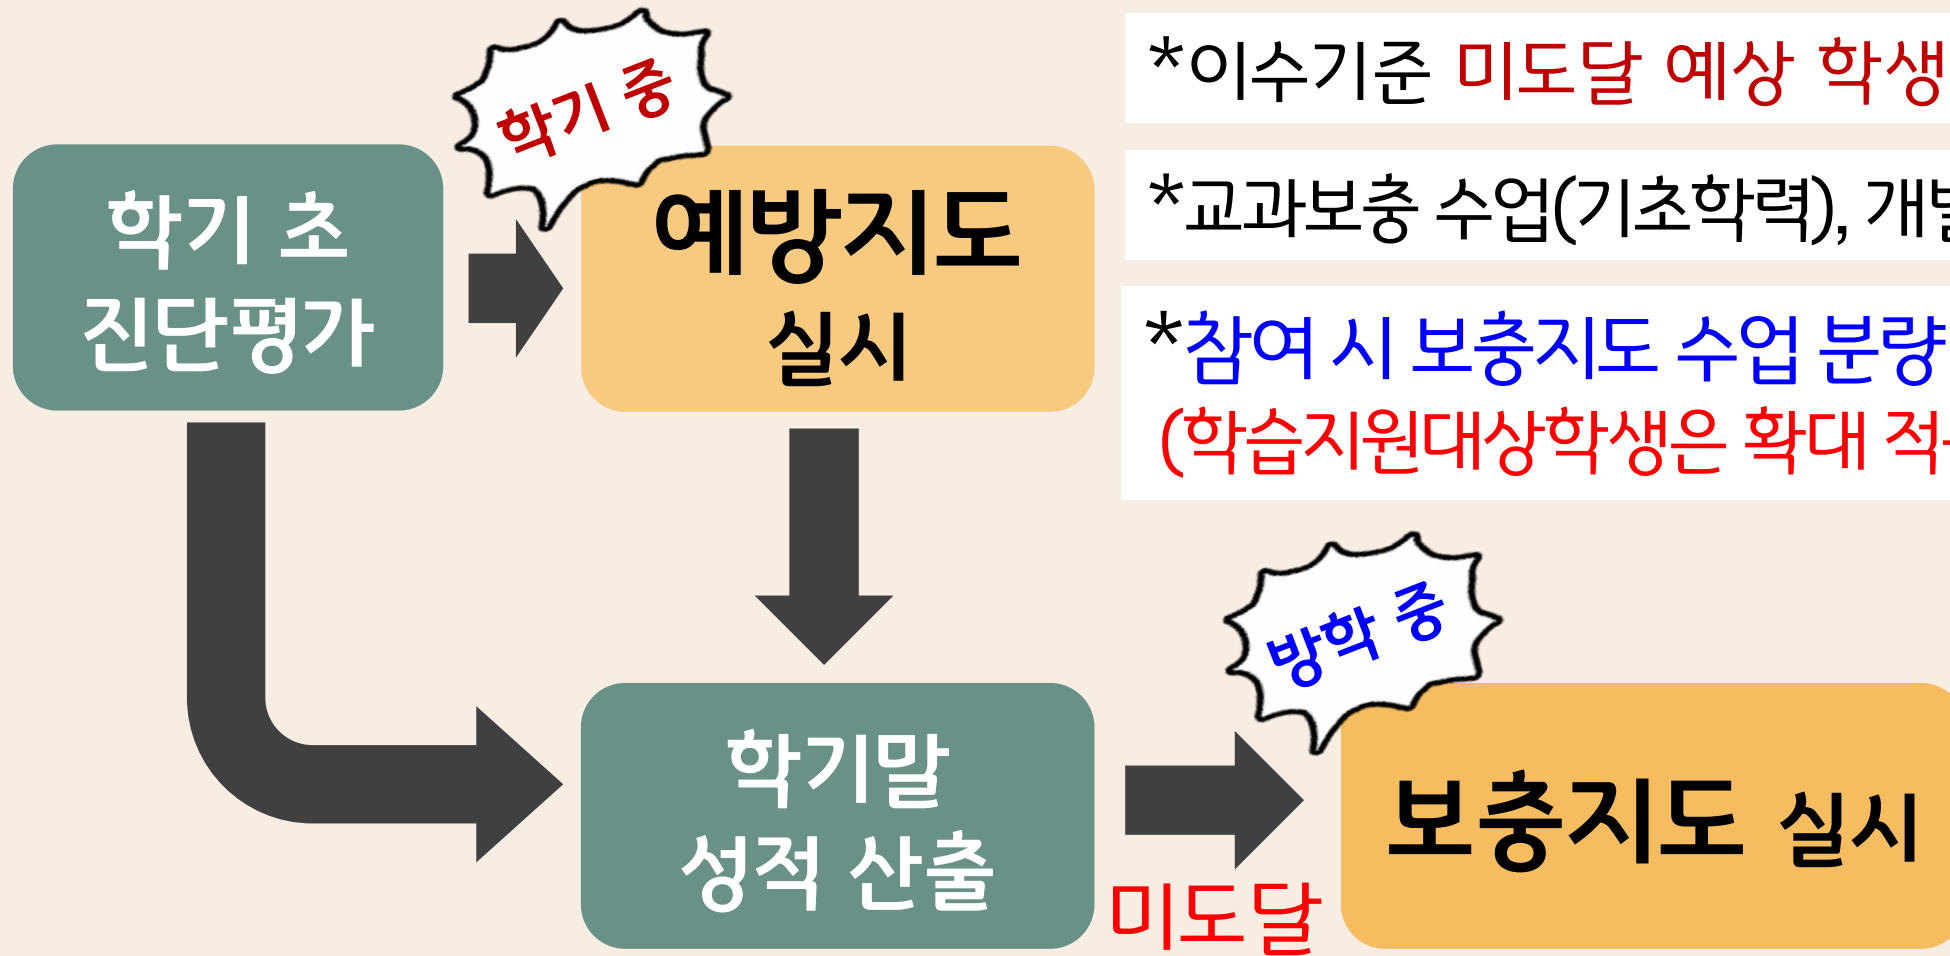 학기 중
학기 초
진단평가
예방지도
실시
*이수기준 미도달 예상 학생
*교과보충 수업(기초학력),
*참여 시 보충지도 수업 분량
(학습지원대상학생은 확대
방학 중
학기말
성적 산출
미도달
보충지도 실시